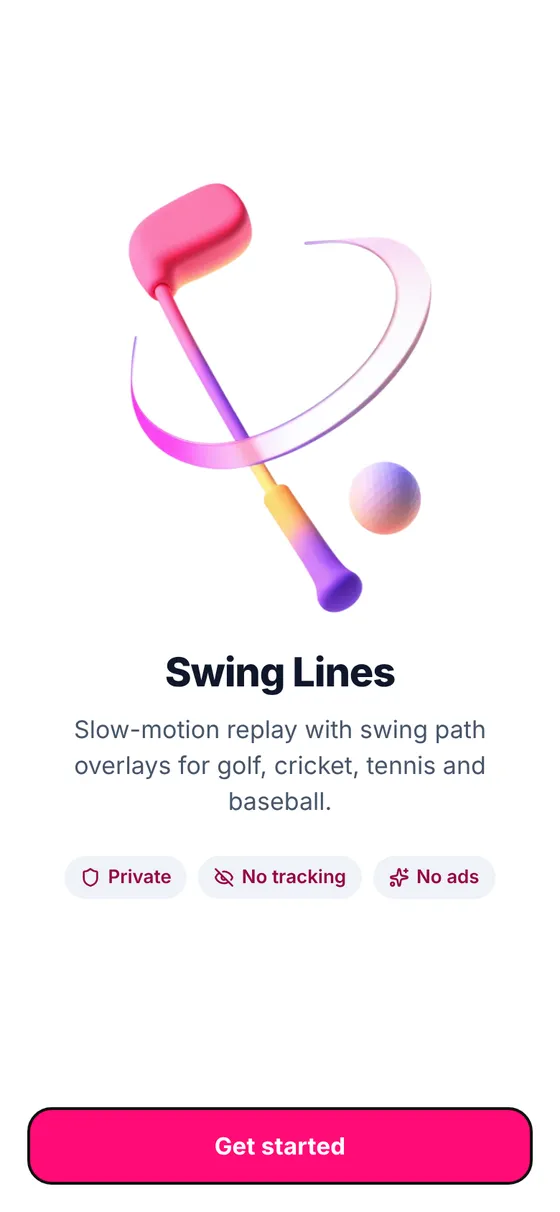 Swing Lines
Slow-motion replay with swing path
overlays for golf, cricket, tennis and
baseball.
Private
No tracking
No ads
Get started